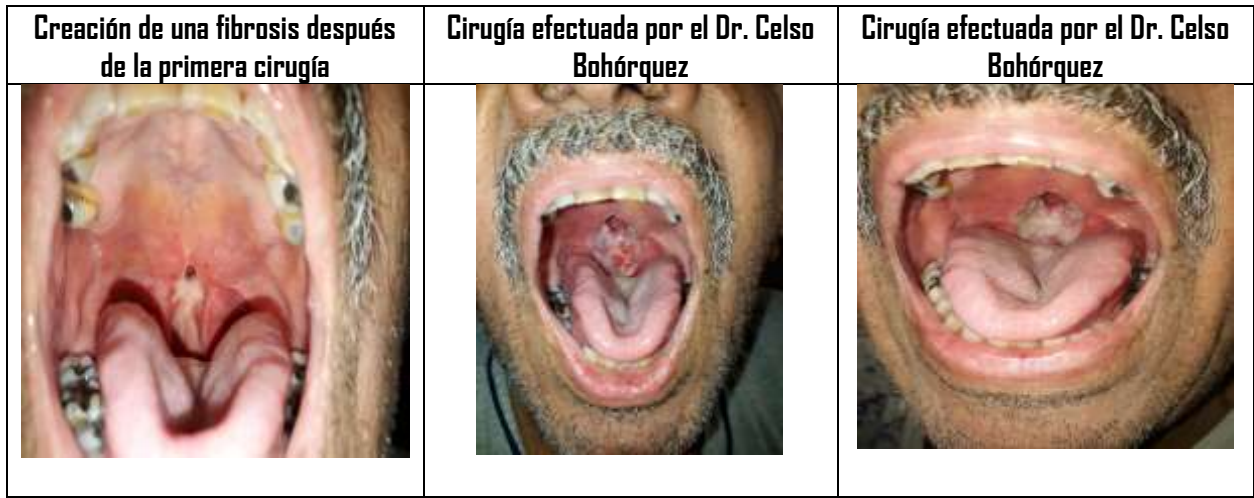 Creación de una fibrosis después
de la primera cirugía
Cirugía efectuada por el Dr. Celso
Bohórquez
Cirugía efectuada por el Dr. Celso
Bohórquez